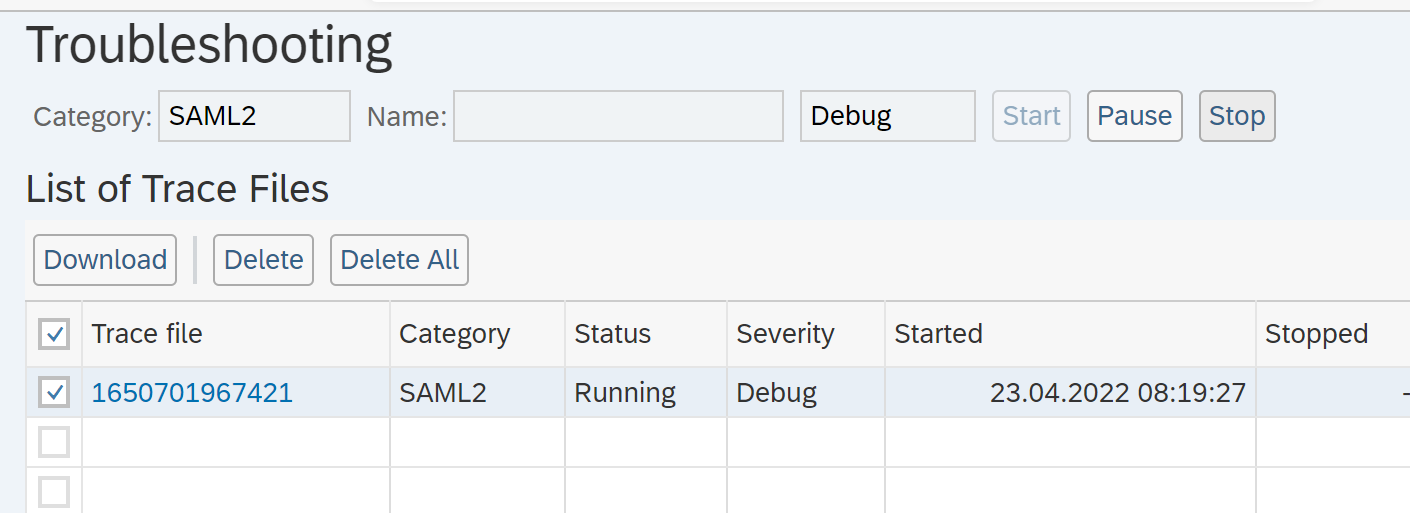 Troubleshooting
Category: SAML2 Name: Debug Start Pause Stop
List of Trace Files
Download Delete Delete All
Trace file Category Status Severity Started Stopped
1650701967421 SAML2 Running Debug 23.04.2022 08:19:27 -